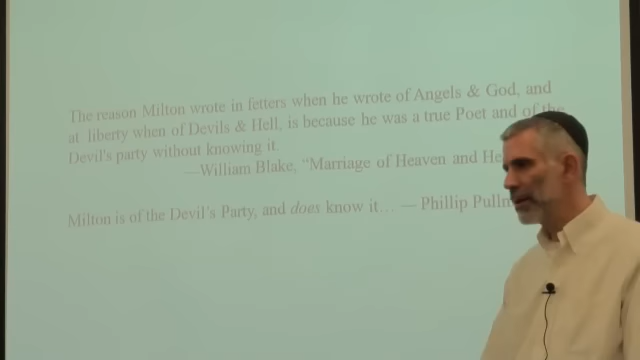 The reason Milton wrote in fetters when he wrote of Angels & God, and
at liberty when of Devils & Hell, is because he was a true Poet and of the
Devil's party without knowing it.
—William Blake, “Marriage of Heaven and He
Milton is of the Devil's Party, and does know it… — Phillip Pullm